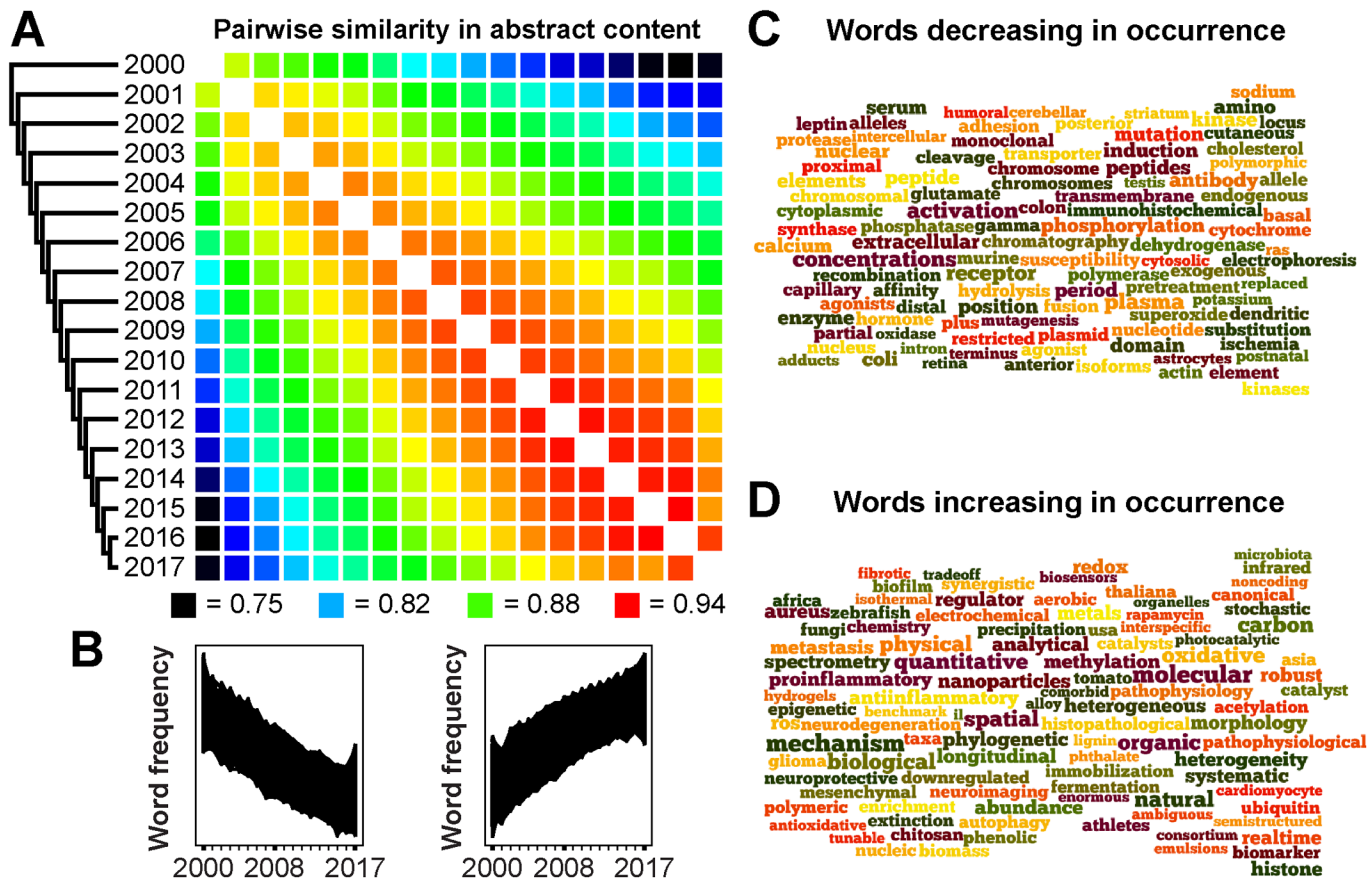 A
Pairwise similarity in abstract content
2000
2001
2002
2003
2004
2005
2006
2007
2008
2009
2010
2011
2012
2013
2014
2015
2016
2017
= 0.75 = 0.82 = 0.88 = 0.94
B
Word frequency
2000 2008 2017
Word frequency
2000 2008 2017
C
Words decreasing in occurrence
sodium
serum humoral cerebellar striatum amino
leptin alleles adhesion posterior kinase locus
protease intercellular monoclonal mutation cutaneous
nuclear cleavage transporter induction cholesterol
proximal chromosome peptides polymorphic
elements peptide chromosomes testis antibody allele
chromosomal glutamate transmembrane endogenous
cytoplasmic activation colon immunohistochemical basal
synthase phosphatase gamma phosphorylation cytochrome
calcium extracellular chromatography dehydrogenase ras
concentrations murine susceptibility cytosolic electrophoresis
recombination receptor polymerase exogenous
capillary affinity hydrolysis period pretreatment replaced
agonists distal position fusion plasma potassium
enzyme hormone plus mutagenesis superoxide dendritic
partial oxidase restricted plasmid nucleotide substitution
nucleus intron terminus agonist domain ischemia
adducts coli retina anterior isoforms astrocytes postnatal
actin element
kinases
D
Words increasing in occurrence
microbiota
fibrotic tradeoff biosensors redox infrared
biofilm synergistic thaliana noncoding
africa isothermal regulator aerobic organelles canonical
aureus zebrafish electrochemical metals rapamycin stochastic
fungi chemistry precipitation usa interspecific carbon
metastasis physical analytical catalysts photocatalytic
spectrometry quantitative methylation oxidative asia
proinflammatory nanoparticles tomato molecular robust
hydrogels antiinflammatory comorbid pathophysiology catalyst
epigenetic benchmark il alloy heterogeneous acetylation
ros neurodegeneration spatial histopathological morphology
mechanism taxa phylogenetic lignin organic pathophysiological
glioma biological longitudinal phthalate heterogeneity
neuroprotective downregulated immobilization systematic
mesenchymal neuroimaging fermentation cardiomyocyte
polymeric enrichment abundance enormous natural ubiquitin
antioxidative extinction autophagy ambiguous semistructured
tunable chitosan phenolic athletes consortium realtime
nucleic biomass emulsions biomarker
histone